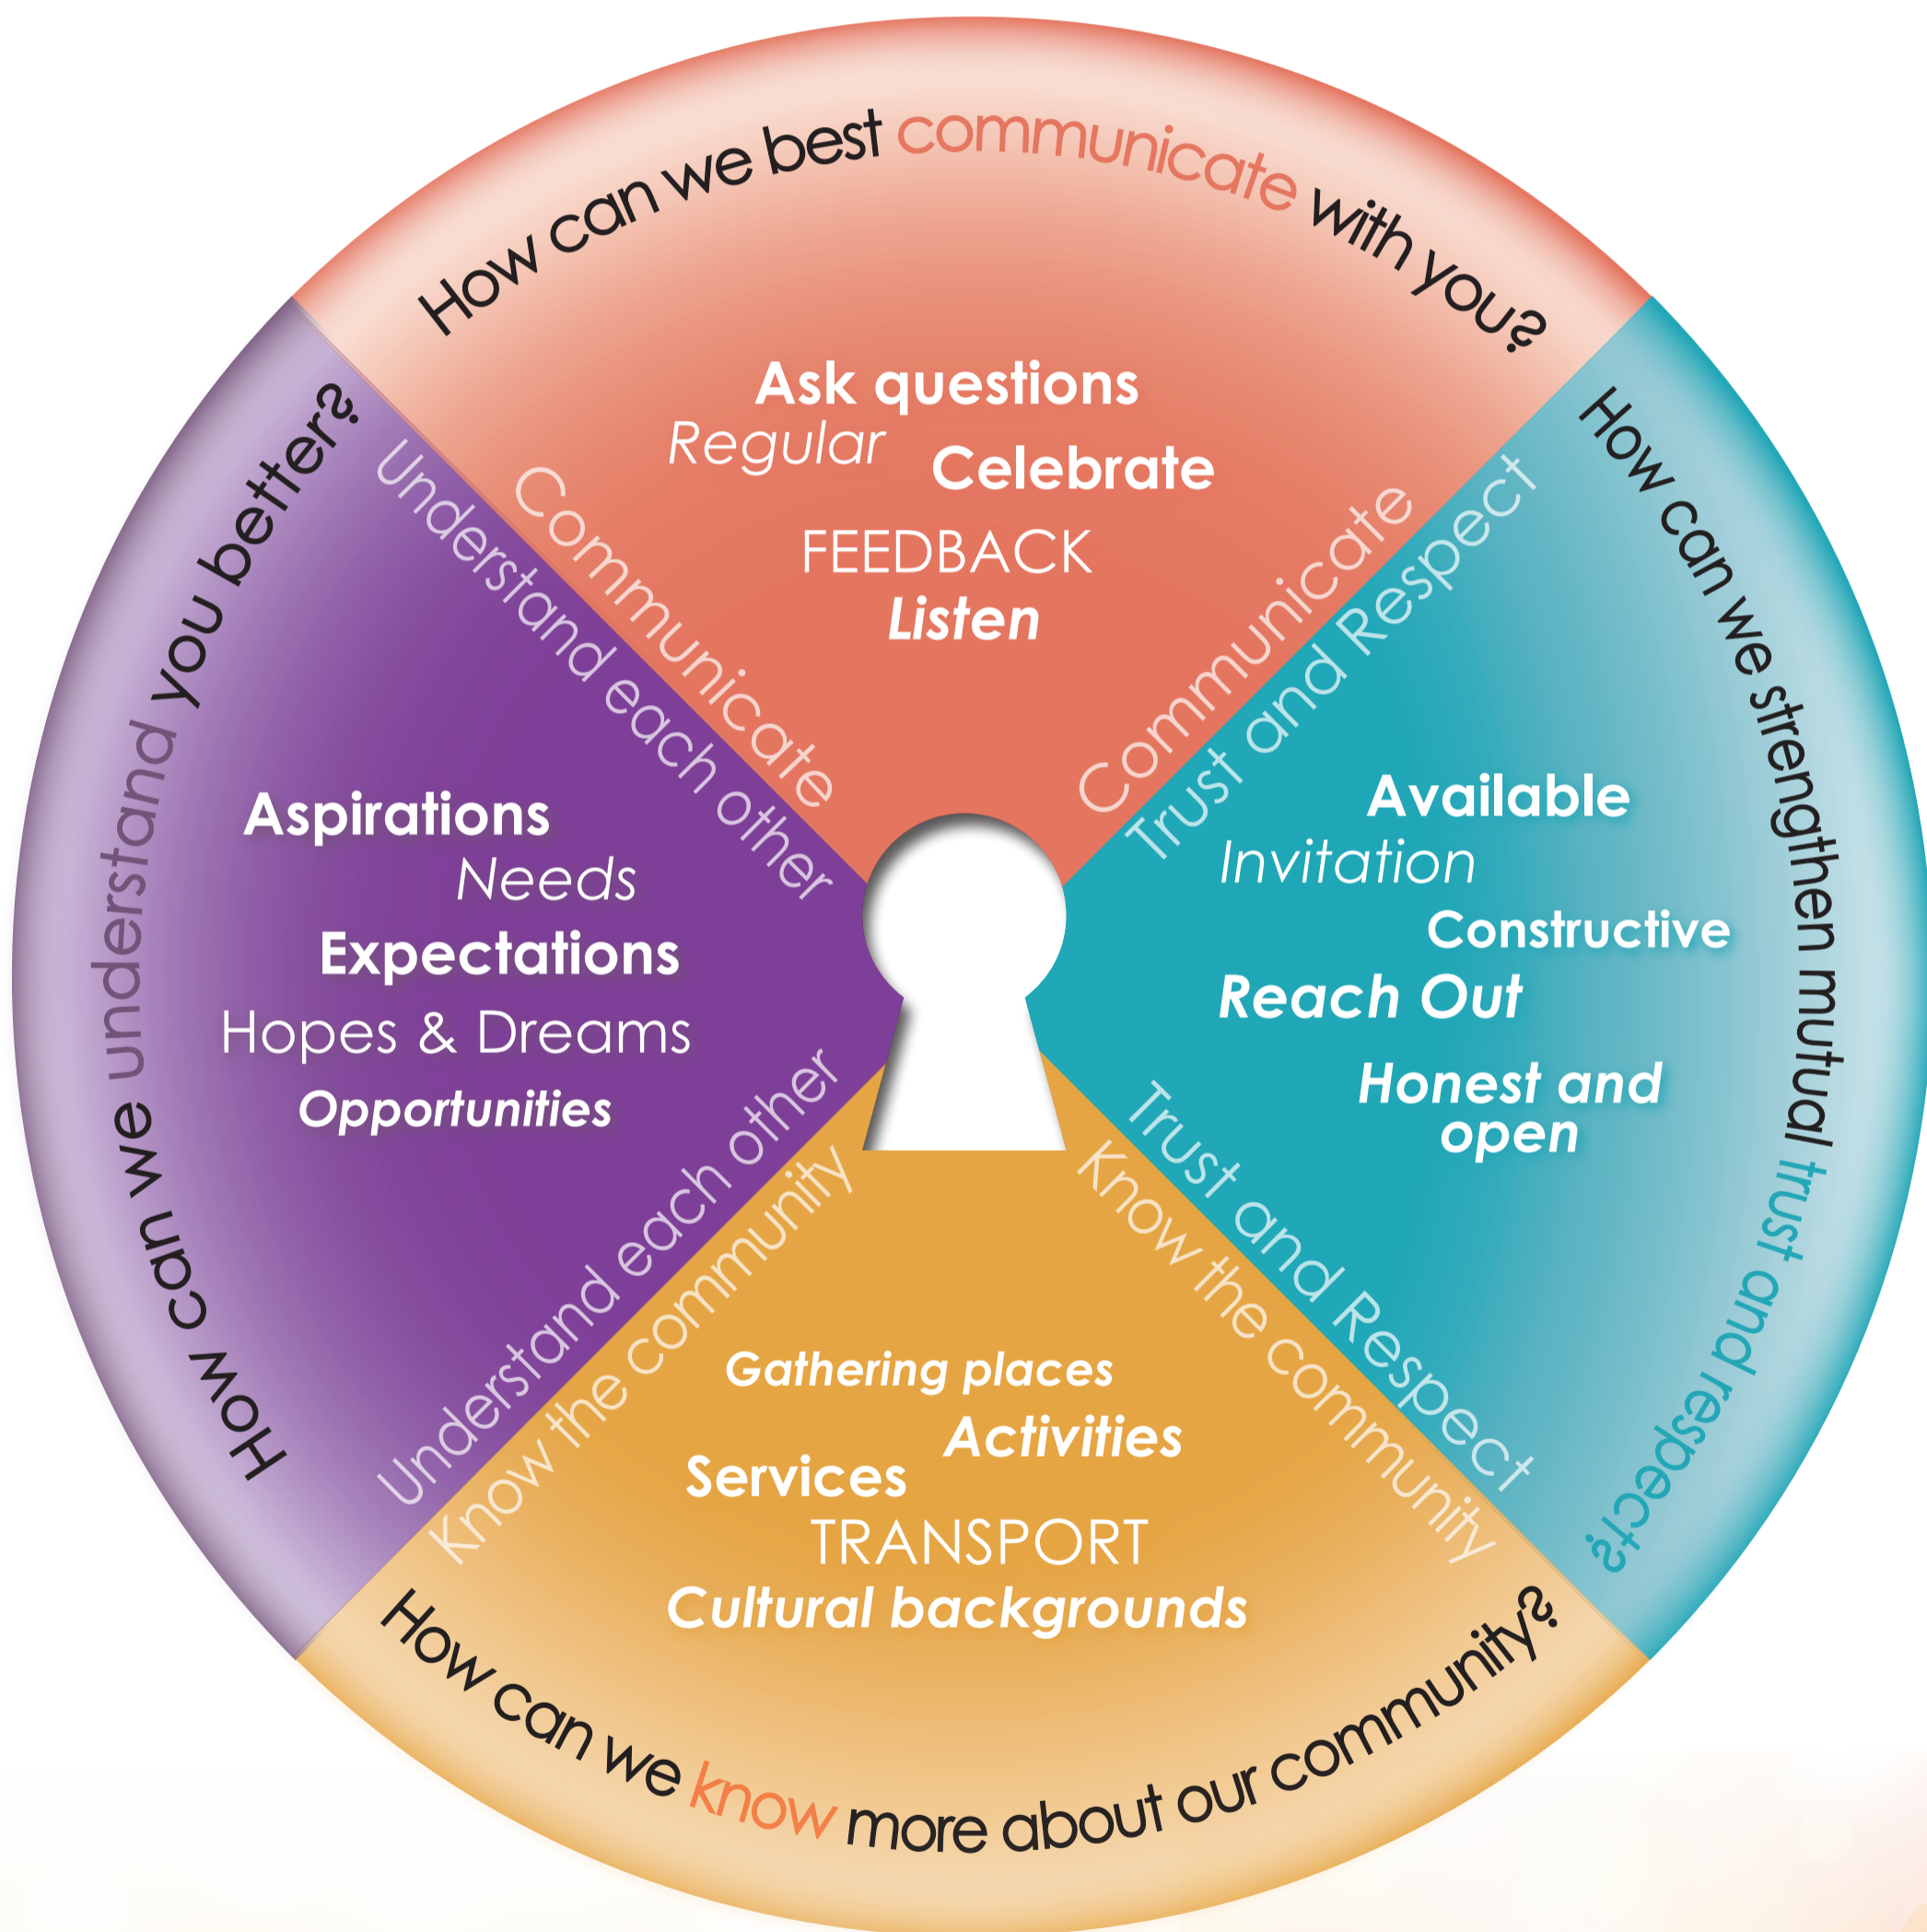 How can we best communicate with you?
Ask questions
Regular
Celebrate
FEEDBACK
Listen
Communicate
Communicate
How can we strengthen mutual trust and respect?
Trust and Respect
Available
Invitation
Constructive
Reach Out
Honest and
open
Trust and Respect
How can we know more about our community?
Know the community
Know the community
Gathering places
Activities
Services
TRANSPORT
Cultural backgrounds
How can we understand you better?
Understand each other
Aspirations
Needs
Expectations
Hopes & Dreams
Opportunities
Understand each other